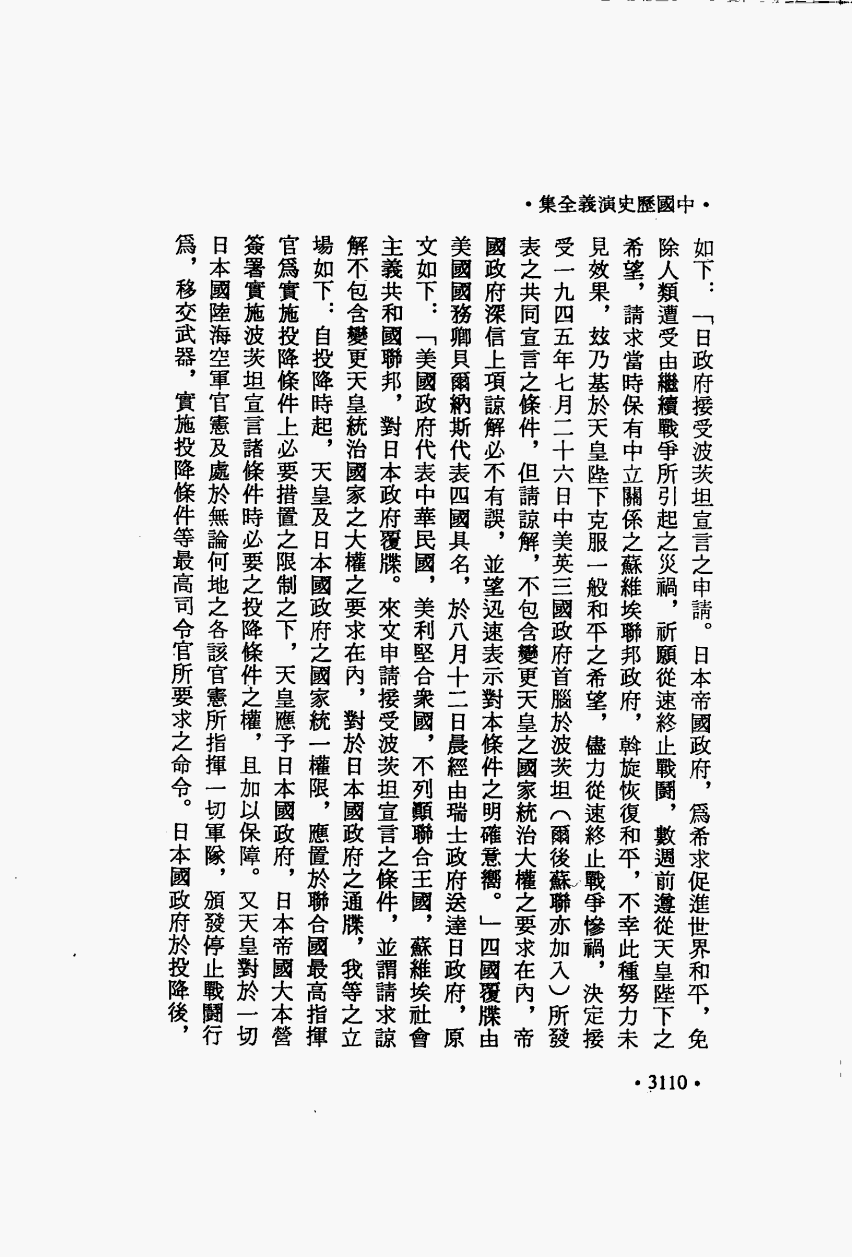 ·中國歷史演義全集·
如下：「日政府接受波茨坦宣言之申請。日本帝國政府，爲希求促進世界和平，免
除人類遭受由繼續戰爭所引起之災禍，祈願從速終止戰鬭，數週前遵從天皇陛下之
希望，請求當時保有中立關係之蘇維埃聯邦政府，斡旋恢復和平，不幸此種努力未
見效果，玆乃基於天皇陛下克服一般和平之希望，儘力從速終止戰爭慘禍，決定接
受一九四五年七月二十六日中美英三國政府首腦於波茨坦（爾後蘇聯亦加入）所發
表之共同宣言之條件，但請諒解，不包含變更天皇之國家統治大權之要求在內，帝
國政府深信上項諒解必不有誤，並望迅速表示對本條件之明確意嚮。」四國覆牒由
美國國務卿貝爾納斯代表四國具名，於八月十二日晨經由瑞士政府送達日政府，原
文如下：「美國政府代表中華民國，美利堅合衆國，不列顚聯合王國，蘇維埃社會
主義共和國聯邦，對日本政府覆牒。來文申請接受波茨坦宣言之條件，並謂請求諒
解不包含變更天皇統治國家之大權之要求在內，對於日本國政府之通牒，我等之立
場如下：自投降時起，天皇及日本國政府之國家統一權限，應置於聯合國最高指揮
官爲實施投降條件上必要措置之限制之下，天皇應予日本國政府，日本帝國大本營
簽署實施波茨坦宣言諸條件時必要之投降條件之權，且加以保障。又天皇對於一切
日本國陸海空軍官憲及處於無論何地之各該官憲所指揮一切軍隊，頒發停止戰鬭行
爲，移交武器，實施投降條件等最高司令官所要求之命令。日本國政府於投降後，
·3110·